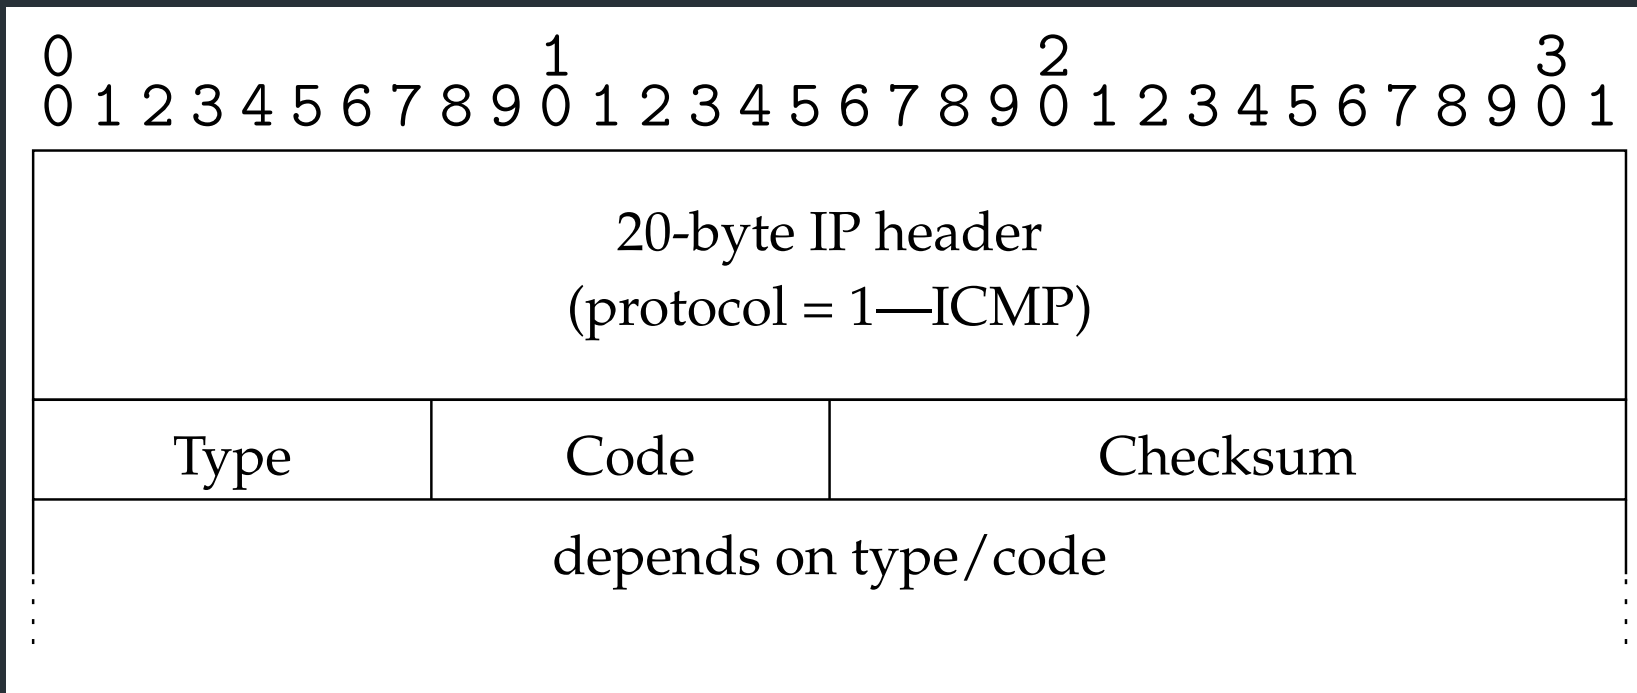 0 1 2 3
0 1 2 3 4 5 6 7 8 9 0 1 2 3 4 5 6 7 8 9 0 1 2 3 4 5 6 7 8 9 0 1
20-byte IP header
(protocol = 1—ICMP)
Type Code Checksum
depends on type/code